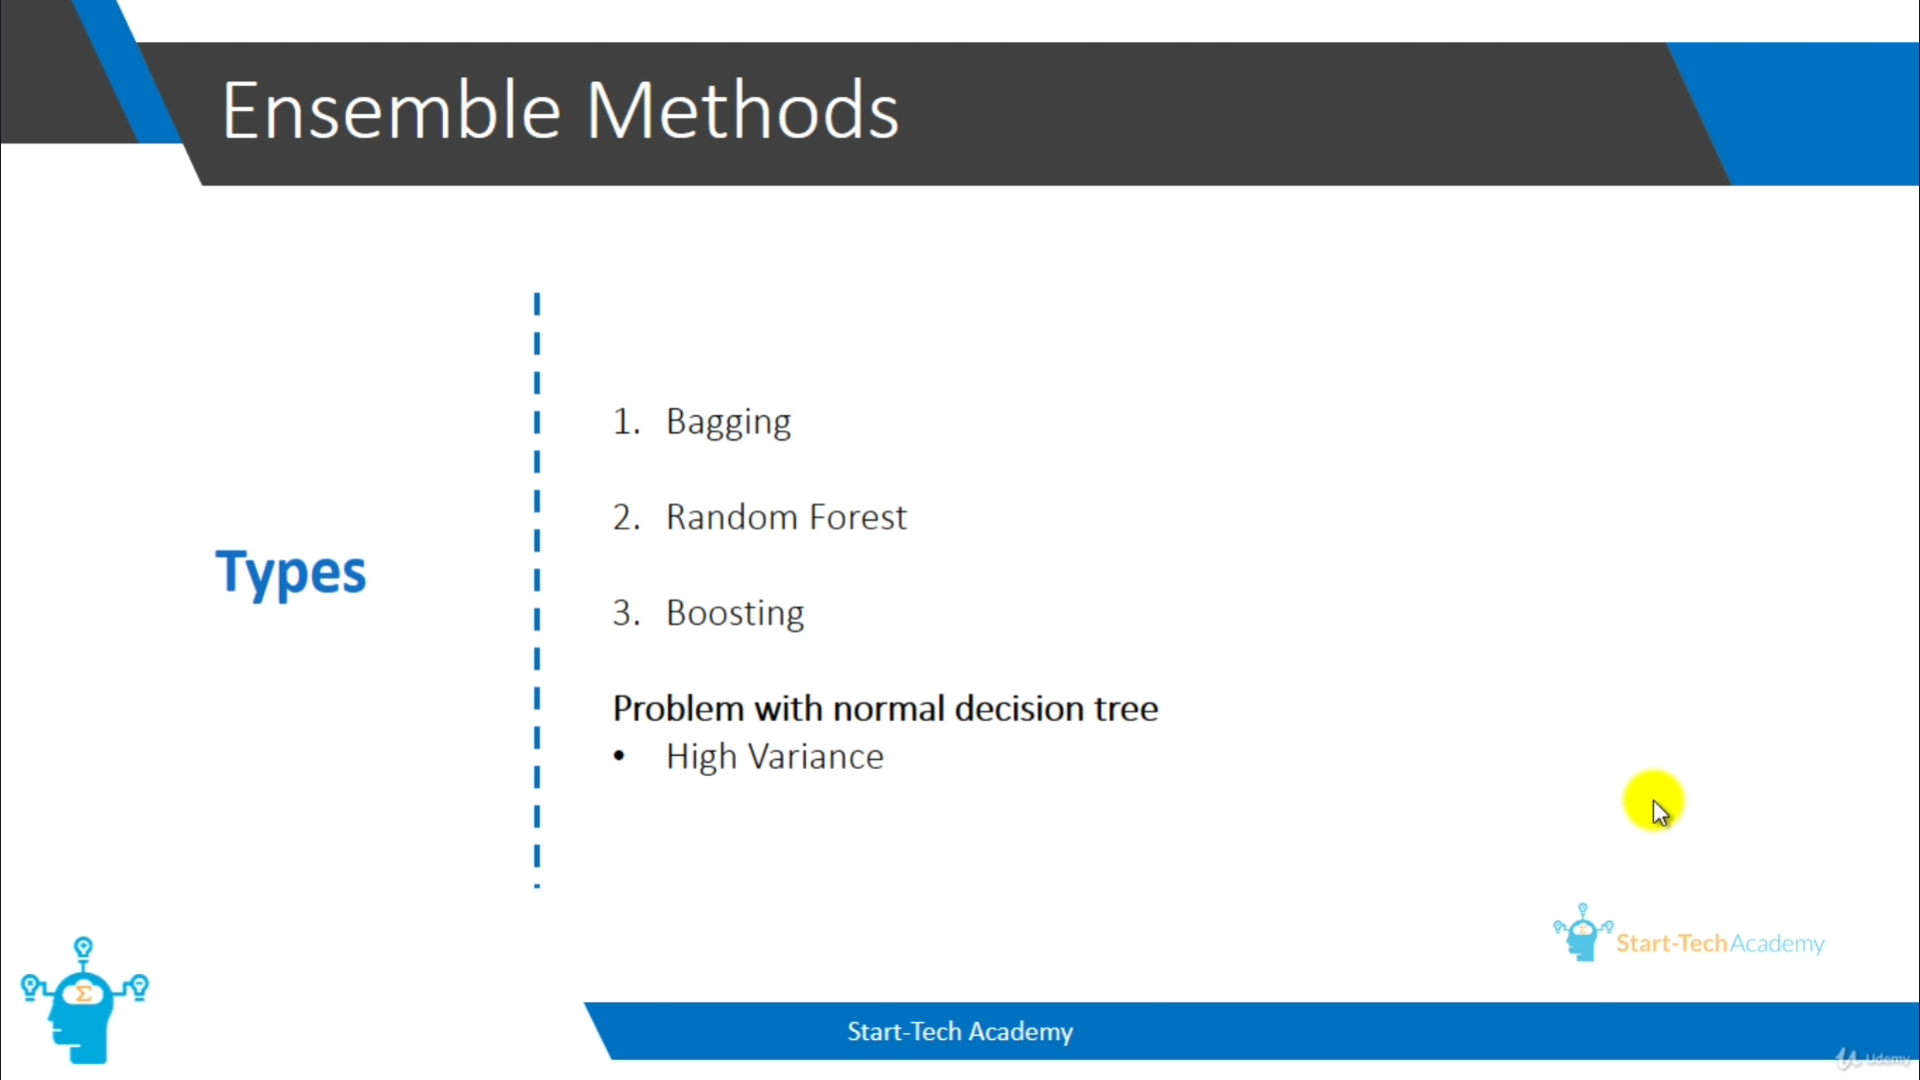 Ensemble Methods
Types
1. Bagging
2. Random Forest
3. Boosting
Problem with normal decision tree
• High Variance
Σ
Start-Tech Academy
Start-Tech Academy
Udemy